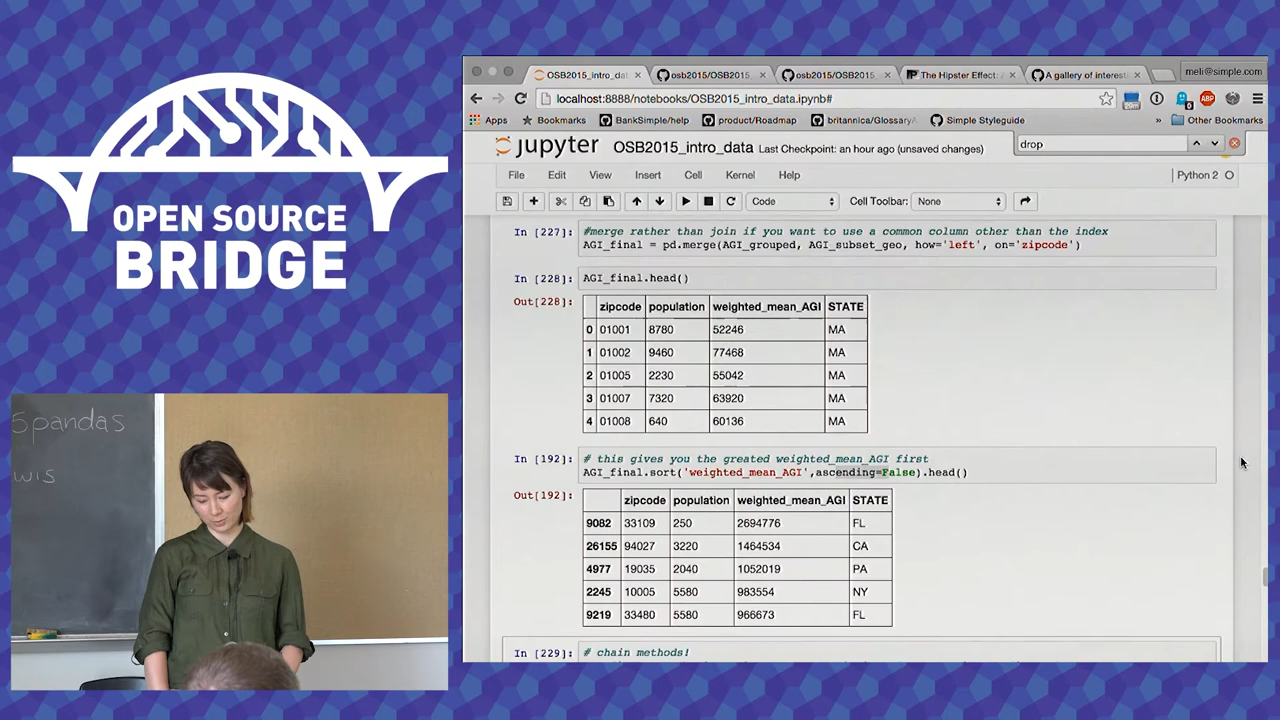 OPEN SOURCE
BRIDGE
5pandas
wis
OSB2015_intro_dat
osb2015/OSB2015_
osb2015/OSB2015_
The Hipster Effect: A
A gallery of interest
meli@simple.com
localhost:8888/notebooks/OSB2015_intro_data.ipynb#
ABP
Apps
Bookmarks
BankSimple/help
product/Roadmap
britannica/Glossary
Simple Styleguide
»
Other Bookmarks
jupyter
OSB2015_intro_data
Last Checkpoint: an hour ago (unsaved changes)
drop
File
Edit
View
Insert
Cell
Kernel
Help
Python 2
Code
Cell Toolbar:
None
In [227]:
#merge rather than join if you want to use a common column other than the index
AGI_final = pd.merge(AGI_grouped, AGI_subset_geo, how='left', on='zipcode')
In [228]:
AGI_final.head()
Out[228]:
zipcode population weighted_mean_AGI STATE
0 01001 8780 52246 MA
1 01002 9460 77468 MA
2 01005 2230 55042 MA
3 01007 7320 63920 MA
4 01008 640 60136 MA
In [192]:
# this gives you the greated weighted_mean_AGI first
AGI_final.sort('weighted_mean_AGI',ascending=False).head()
Out[192]:
zipcode population weighted_mean_AGI STATE
9082 33109 250 2694776 FL
26155 94027 3220 1464534 CA
4977 19035 2040 1052019 PA
2245 10005 5580 983554 NY
9219 33480 5580 966673 FL
In [229]:
# chain methods!